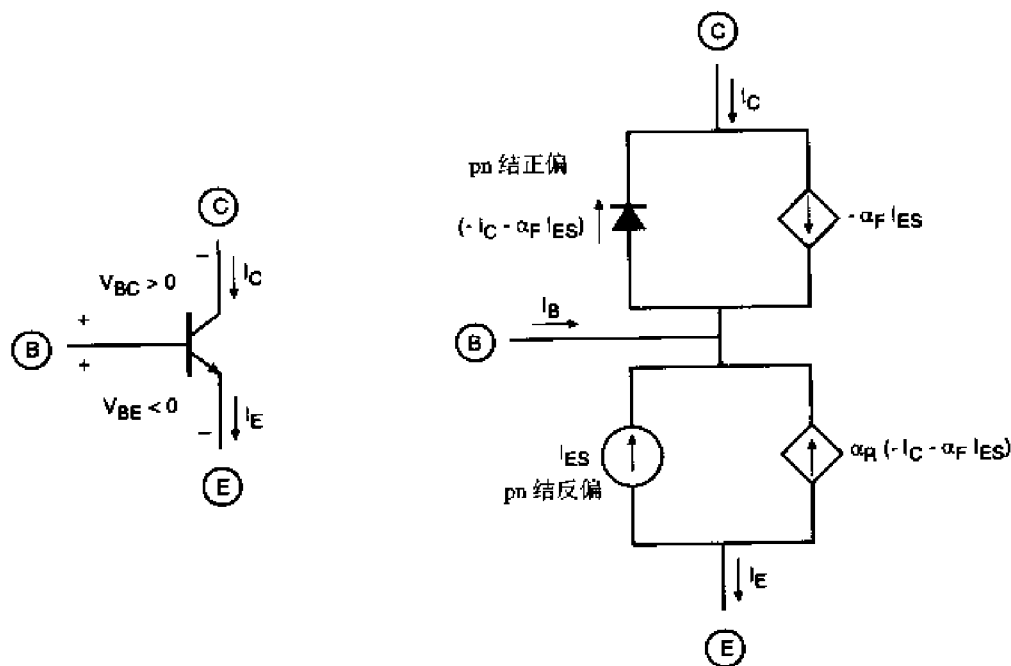 C
I_C
pn 结正偏
(- I_C - α_F I_ES)
- α_F I_ES
C
I_C
V_BC > 0
B
I_B
B
V_BE < 0
I_E
E
I_ES
pn 结反偏
α_R (- I_C - α_F I_ES)
I_E
E